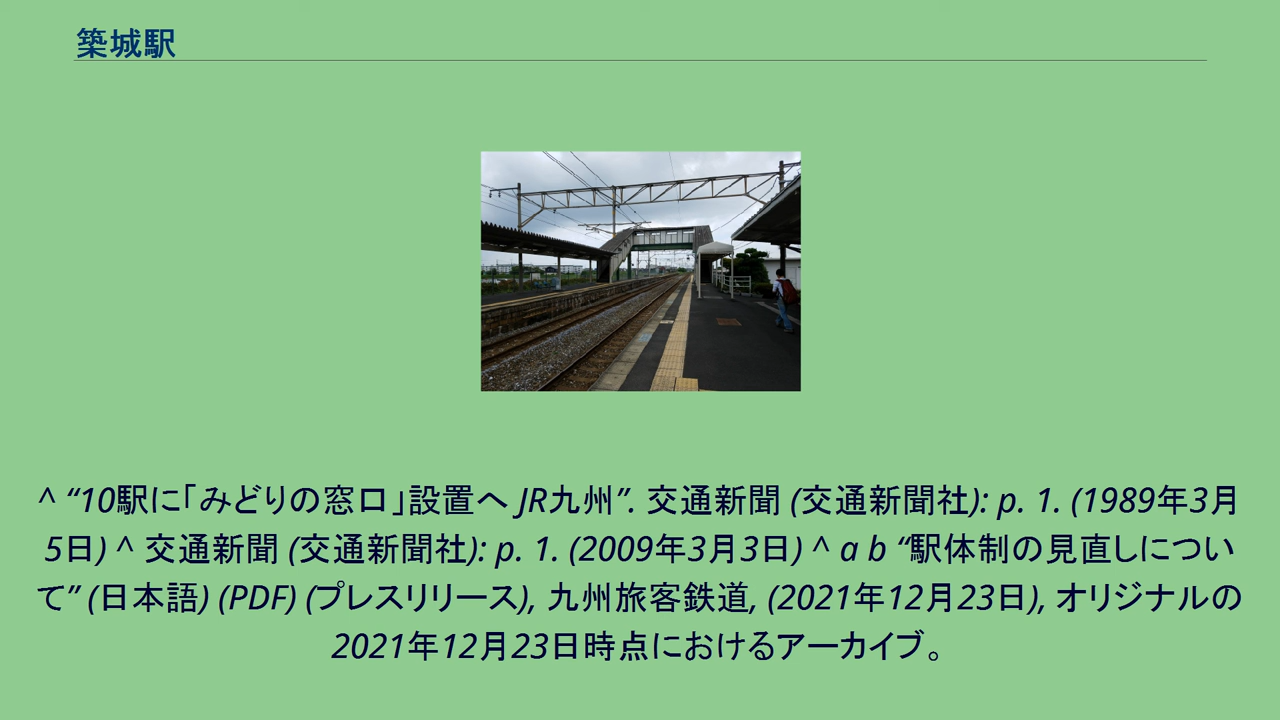 築城駅
^ “10駅に「みどりの窓口」設置へ JR九州”. 交通新聞 (交通新聞社): p. 1. (1989年3月
5日) ^ 交通新聞 (交通新聞社): p. 1. (2009年3月3日) ^ a b “駅体制の見直しについ
て” (日本語) (PDF) (プレスリリース), 九州旅客鉄道, (2021年12月23日), オリジナルの
2021年12月23日時点におけるアーカイブ。